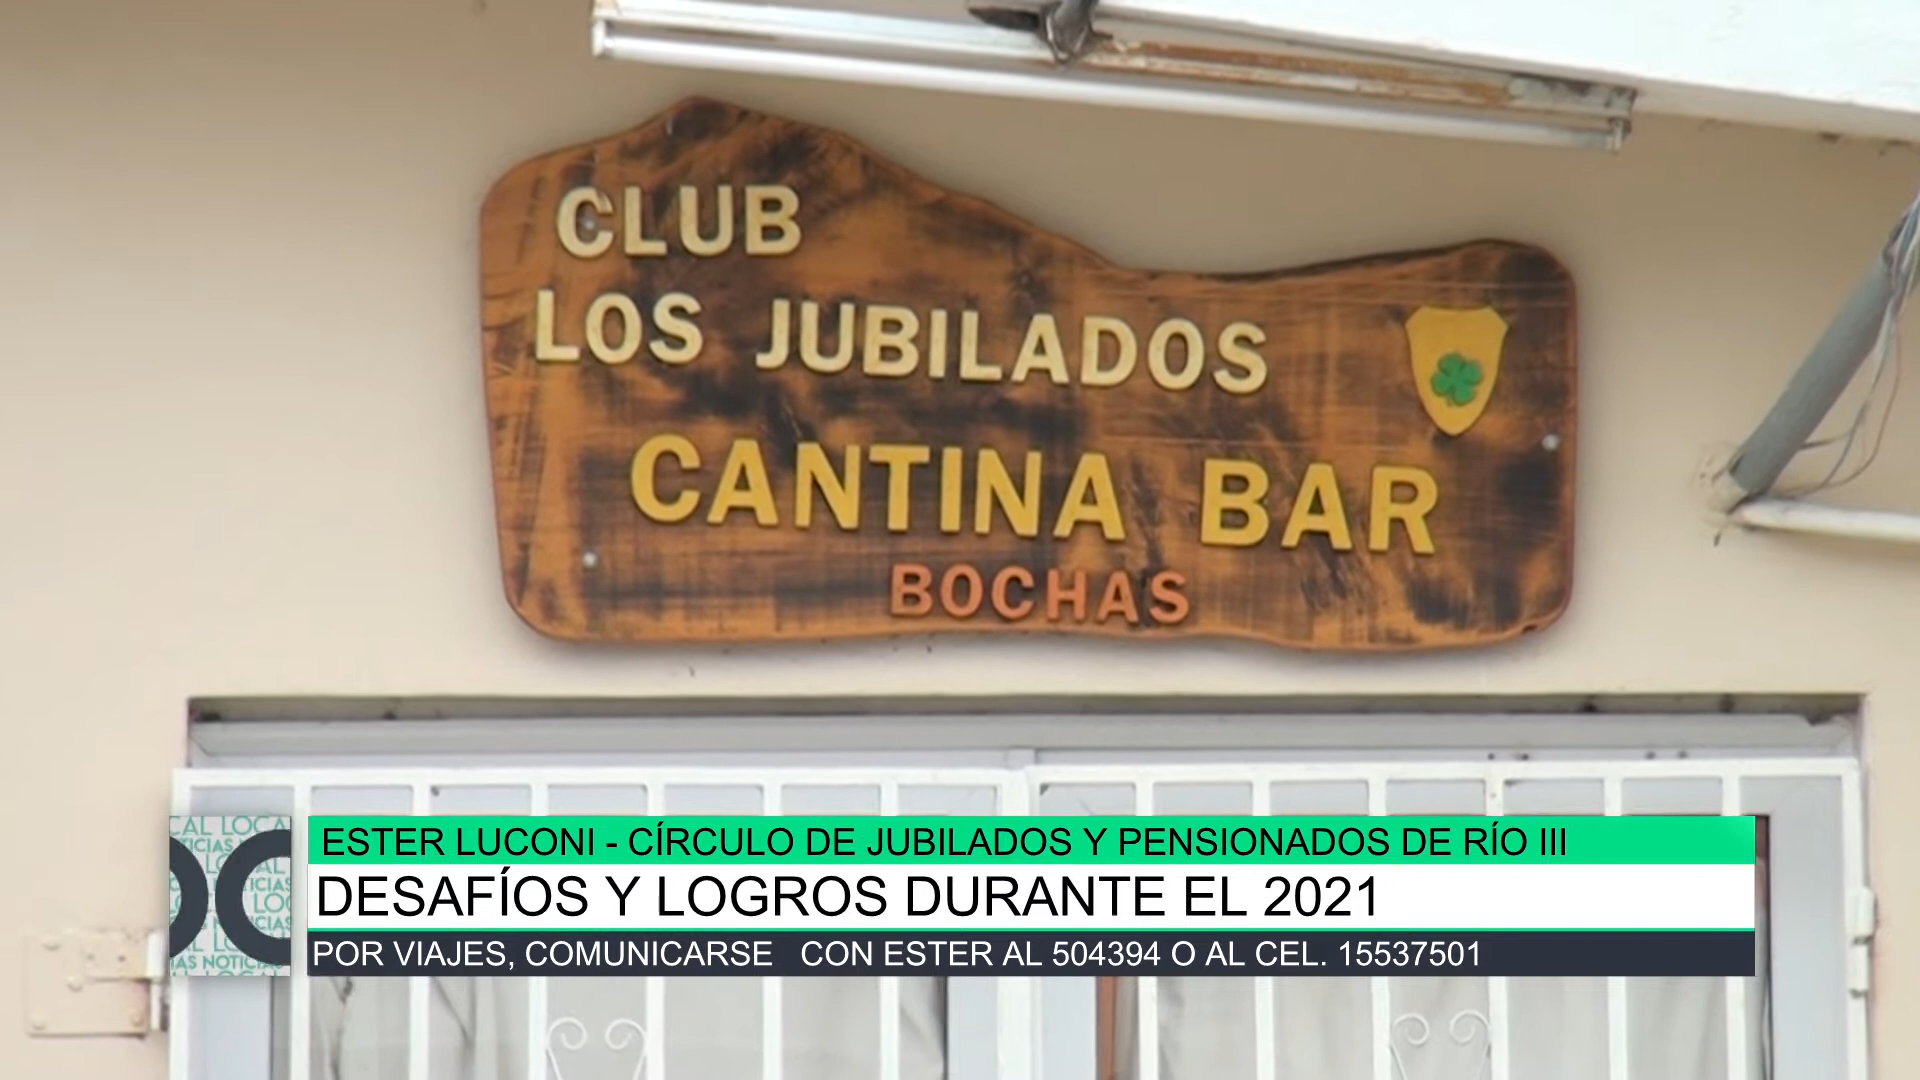 CLUB
LOS JUBILADOS
CANTINA BAR
BOCHAS
ESTER LUCONI - CÍRCULO DE JUBILADOS Y PENSIONADOS DE RÍO III
DESAFÍOS Y LOGROS DURANTE EL 2021
POR VIAJES, COMUNICARSE CON ESTER AL 504394 O AL CEL. 15537501